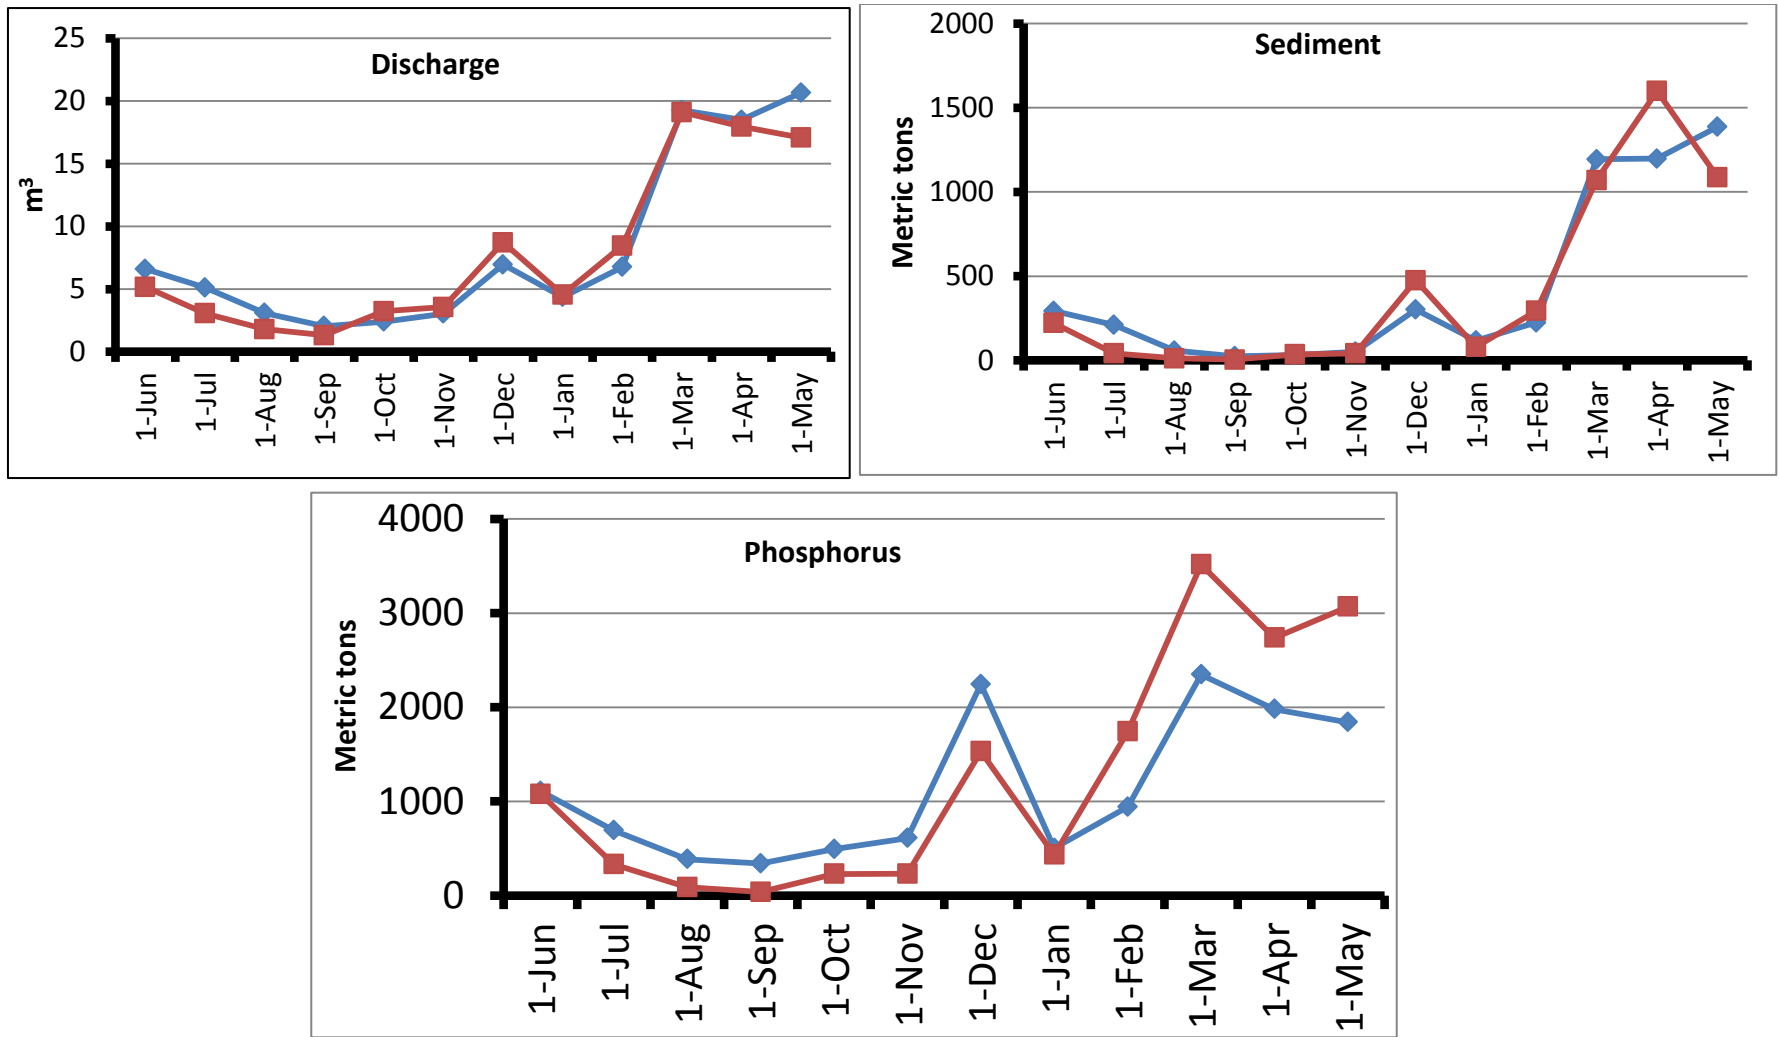 Discharge
m³
25
20
15
10
5
0
1-Jun
1-Jul
1-Aug
1-Sep
1-Oct
1-Nov
1-Dec
1-Jan
1-Feb
1-Mar
1-Apr
1-May
Sediment
Metric tons
2000
1500
1000
500
0
1-Jun
1-Jul
1-Aug
1-Sep
1-Oct
1-Nov
1-Dec
1-Jan
1-Feb
1-Mar
1-Apr
1-May
Phosphorus
Metric tons
4000
3000
2000
1000
0
1-Jun
1-Jul
1-Aug
1-Sep
1-Oct
1-Nov
1-Dec
1-Jan
1-Feb
1-Mar
1-Apr
1-May